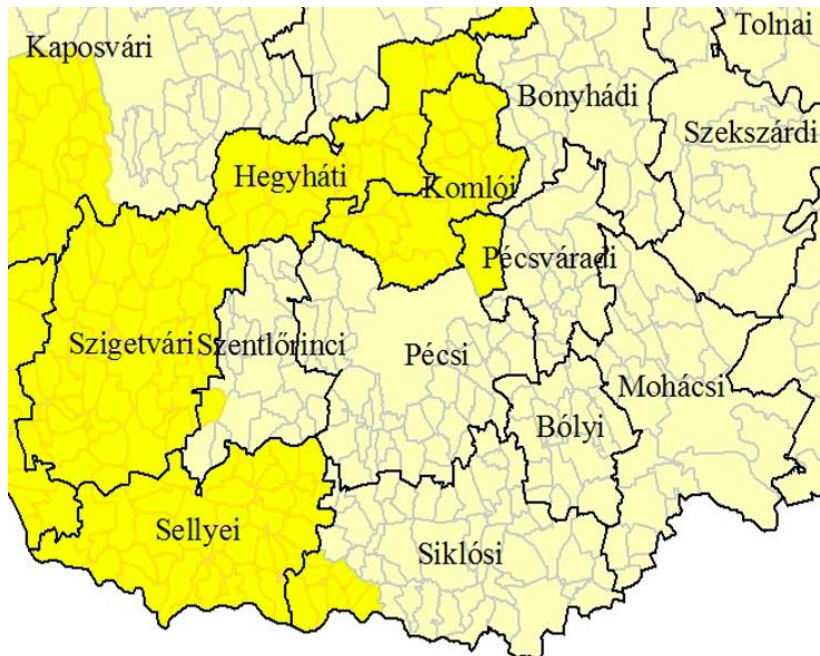 Tolnai
Kaposvári
Bonyhádi
Szekszárdi
Hegyháti
Komlói
Pécsváradi
Szigetvári
Szentlőrinci
Pécsi
Mohácsi
Bólyi
Sellyei
Siklósi